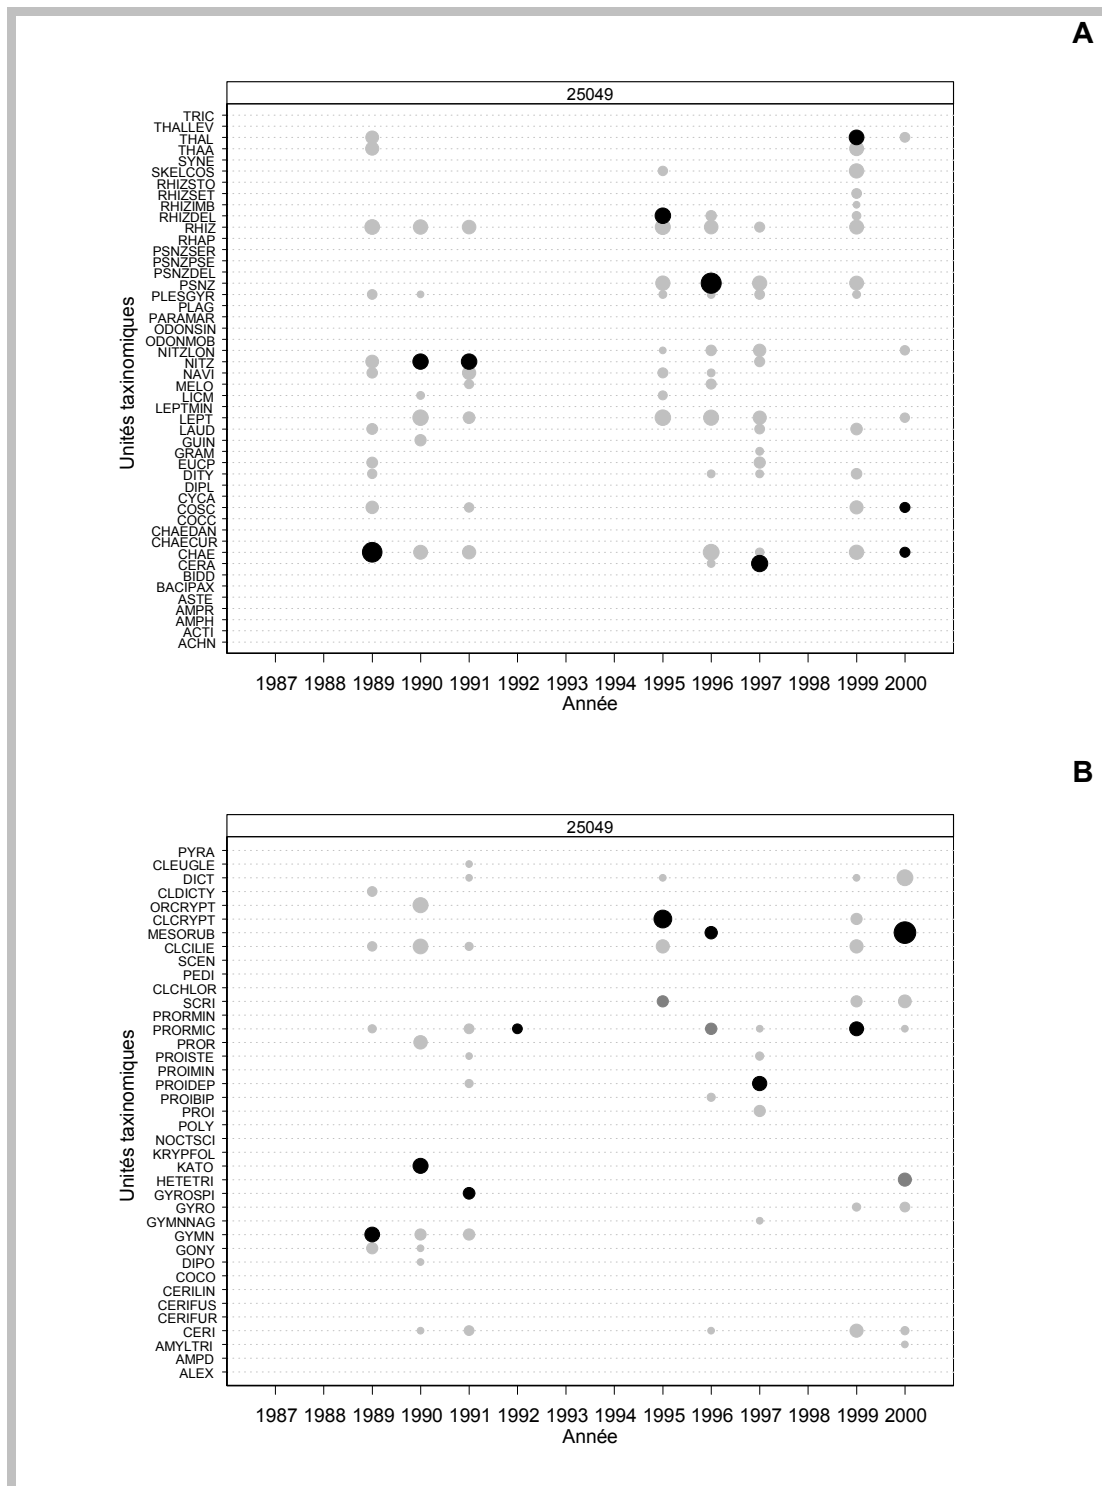 A
25049
TRIC
THALLEV
THAL
THAA
SYNE
SKELCOS
RHIZSTO
RHIZSET
RHIZIMB
RHIZDEL
RHIZ
RHAP
PSNZSER
PSNZPSE
PSNZDEL
PSNZ
PLESGYR
PLAG
PARAMAR
ODONSIN
ODONMOB
NITZLON
NITZ
NAVI
MELO
LICM
LEPTMIN
LEPT
LAUD
GUIN
GRAM
EUCP
DITY
DIPL
CYCA
COSC
COCC
CHAEDAN
CHAECUR
CHAE
CERA
BIDD
BACIPAX
ASTE
AMPR
AMPH
ACTI
ACHN
Unités taxinomiques
1987 1988 1989 1990 1991 1992 1993 1994 1995 1996 1997 1998 1999 2000
Année
B
25049
PYRA
CLEUGLE
DICT
CLDICTY
ORCRYPT
CLCRYPT
MESORUB
CLCILIE
SCEN
PEDI
CLCHLOR
SCRI
PRORMIN
PRORMIC
PROR
PROISTE
PROIMIN
PROIDEP
PROIBIP
PROI
POLY
NOCTSCI
KRYPFOL
KATO
HETETRI
GYROSPI
GYRO
GYMNNAG
GYMN
GONY
DIPO
COCO
CERILIN
CERIFUS
CERIFUR
CERI
AMYLTRI
AMPD
ALEX
Unités taxinomiques
1987 1988 1989 1990 1991 1992 1993 1994 1995 1996 1997 1998 1999 2000
Année